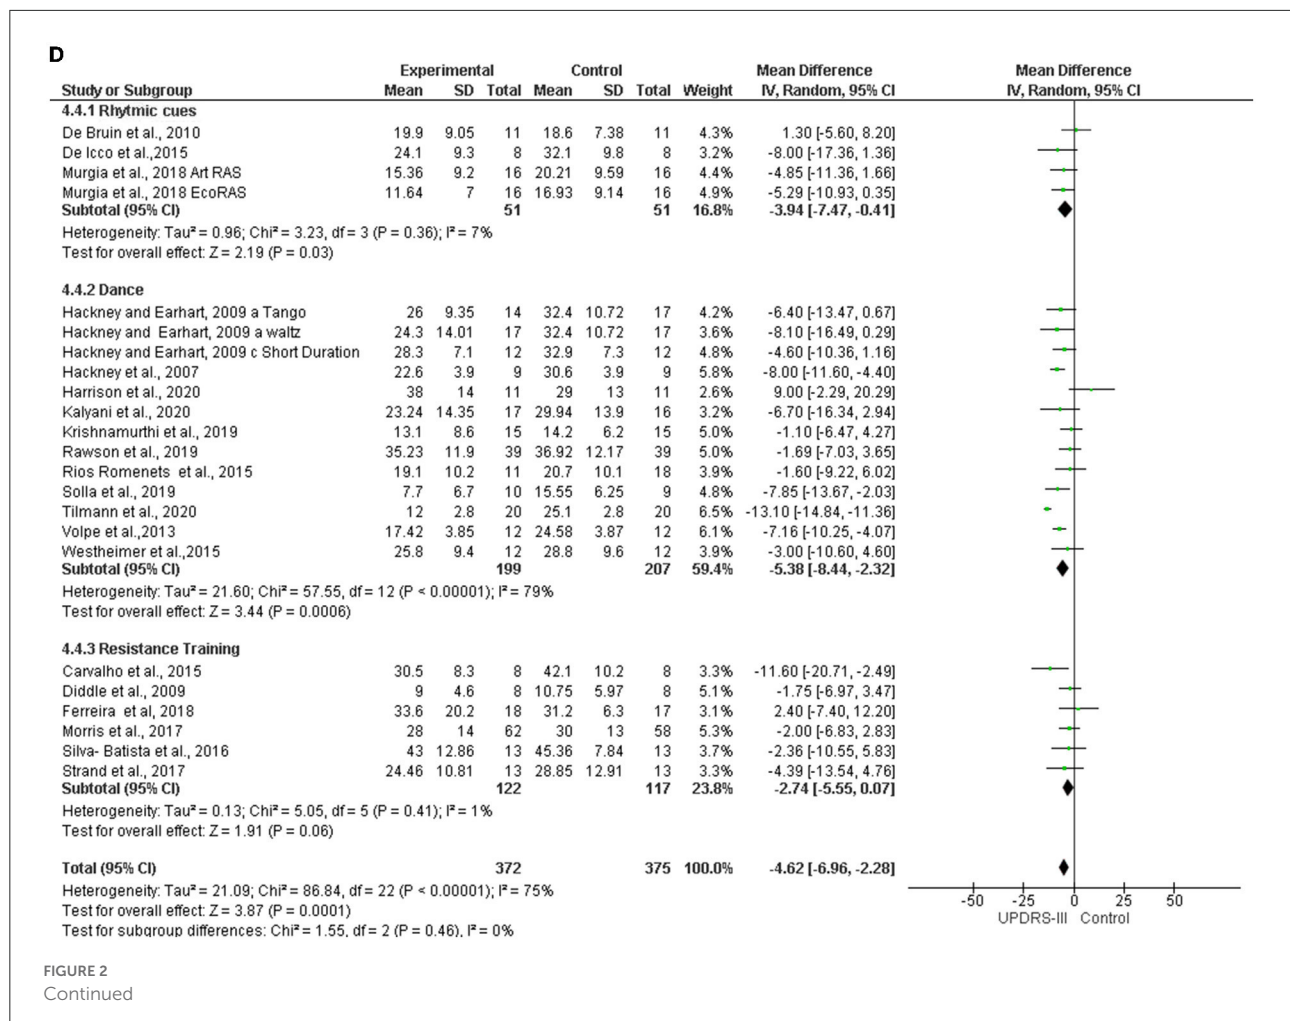 D
Experimental Control Mean Difference Mean Difference
Study or Subgroup Mean SD Total Mean SD Total Weight IV, Random, 95% CI IV, Random, 95% CI
4.4.1 Rhytmic cues
De Bruin et al., 2010 19.9 9.05 11 18.6 7.38 11 4.3% 1.30 [-5.60, 8.20]
De Icco et al.,2015 24.1 9.3 8 32.1 9.8 8 3.2% -8.00 [-17.36, 1.36]
Murgia et al., 2018 Art RAS 15.36 9.2 16 20.21 9.59 16 4.4% -4.85 [-11.36, 1.66]
Murgia et al., 2018 EcoRAS 11.64 7 16 16.93 9.14 16 4.9% -5.29 [-10.93, 0.35]
Subtotal (95% CI) 51 51 16.8% -3.94 [-7.47, -0.41]
Heterogeneity: Tau² = 0.96; Chi² = 3.23, df = 3 (P = 0.36); I² = 7%
Test for overall effect: Z = 2.19 (P = 0.03)
4.4.2 Dance
Hackney and Earhart, 2009 a Tango 26 9.35 14 32.4 10.72 17 4.2% -6.40 [-13.47, 0.67]
Hackney and Earhart, 2009 a waltz 24.3 14.01 17 32.4 10.72 17 3.6% -8.10 [-16.49, 0.29]
Hackney and Earhart, 2009 c Short Duration 28.3 7.1 12 32.9 7.3 12 4.8% -4.60 [-10.36, 1.16]
Hackney et al., 2007 22.6 3.9 9 30.6 3.9 9 5.8% -8.00 [-11.60, -4.40]
Harrison et al., 2020 38 14 11 29 13 11 2.6% 9.00 [-2.29, 20.29]
Kalyani et al., 2020 23.24 14.35 17 29.94 13.9 16 3.2% -6.70 [-16.34, 2.94]
Krishnamurthi et al., 2019 13.1 8.6 15 14.2 6.2 15 5.0% -1.10 [-6.47, 4.27]
Rawson et al., 2019 35.23 11.9 39 36.92 12.17 39 5.0% -1.69 [-7.03, 3.65]
Rios Romenets et al., 2015 19.1 10.2 11 20.7 10.1 18 3.9% -1.60 [-9.22, 6.02]
Solla et al., 2019 7.7 6.7 10 15.55 6.25 9 4.8% -7.85 [-13.67, -2.03]
Tilmann et al., 2020 12 2.8 20 25.1 2.8 20 6.5% -13.10 [-14.84, -11.36]
Volpe et al.,2013 17.42 3.85 12 24.58 3.87 12 6.1% -7.16 [-10.25, -4.07]
Westheimer et al.,2015 25.8 9.4 12 28.8 9.6 12 3.9% -3.00 [-10.60, 4.60]
Subtotal (95% CI) 199 207 59.4% -5.38 [-8.44, -2.32]
Heterogeneity: Tau² = 21.60; Chi² = 57.55, df = 12 (P < 0.00001); I² = 79%
Test for overall effect: Z = 3.44 (P = 0.0006)
4.4.3 Resistance Training
Carvalho et al., 2015 30.5 8.3 8 42.1 10.2 8 3.3% -11.60 [-20.71, -2.49]
Diddle et al., 2009 9 4.6 8 10.75 5.97 8 5.1% -1.75 [-6.97, 3.47]
Ferreira et al, 2018 33.6 20.2 18 31.2 6.3 17 3.1% 2.40 [-7.40, 12.20]
Morris et al., 2017 28 14 62 30 13 58 5.3% -2.00 [-6.83, 2.83]
Silva- Batista et al., 2016 43 12.86 13 45.36 7.84 13 3.7% -2.36 [-10.55, 5.83]
Strand et al., 2017 24.46 10.81 13 28.85 12.91 13 3.3% -4.39 [-13.54, 4.76]
Subtotal (95% CI) 122 117 23.8% -2.74 [-5.55, 0.07]
Heterogeneity: Tau² = 0.13; Chi² = 5.05, df = 5 (P = 0.41); I² = 1%
Test for overall effect: Z = 1.91 (P = 0.06)
Total (95% CI) 372 375 100.0% -4.62 [-6.96, -2.28]
Heterogeneity: Tau² = 21.09; Chi² = 86.84, df = 22 (P < 0.00001); I² = 75%
Test for overall effect: Z = 3.87 (P = 0.0001)
Test for subgroup differences: Chi² = 1.55, df = 2 (P = 0.46), I² = 0%
-50 -25 0 25 50
UPDRS-III Control
FIGURE 2
Continued